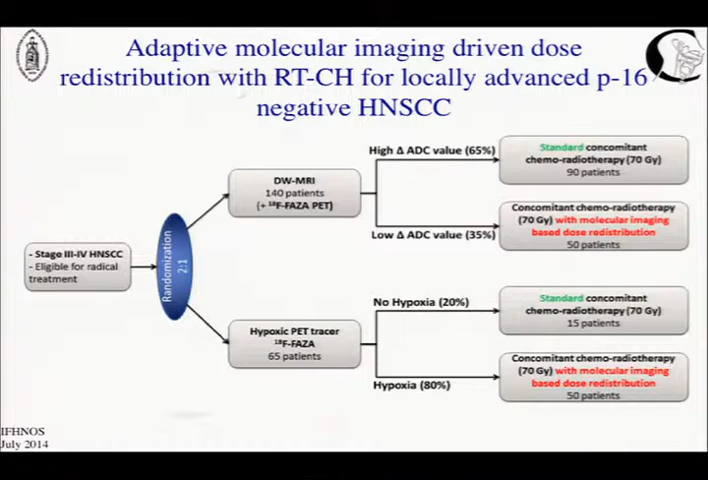 Adaptive molecular imaging driven dose
redistribution with RT-CH for locally advanced p-16
negative HNSCC
- Stage III-IV HNSCC
- Eligible for radical
treatment
Randomization
2:1
DW-MRI
140 patients
(+ ¹⁸F-FAZA PET)
High Δ ADC value (65%)
Low Δ ADC value (35%)
Standard concomitant
chemo-radiotherapy (70 Gy)
90 patients
Concomitant chemo-radiotherapy
(70 Gy) with molecular imaging
based dose redistribution
50 patients
Hypoxic PET tracer
¹⁸F-FAZA
65 patients
No Hypoxia (20%)
Hypoxia (80%)
Standard concomitant
chemo-radiotherapy (70 Gy)
15 patients
Concomitant chemo-radiotherapy
(70 Gy) with molecular imaging
based dose redistribution
50 patients
IFHNOS
July 2014